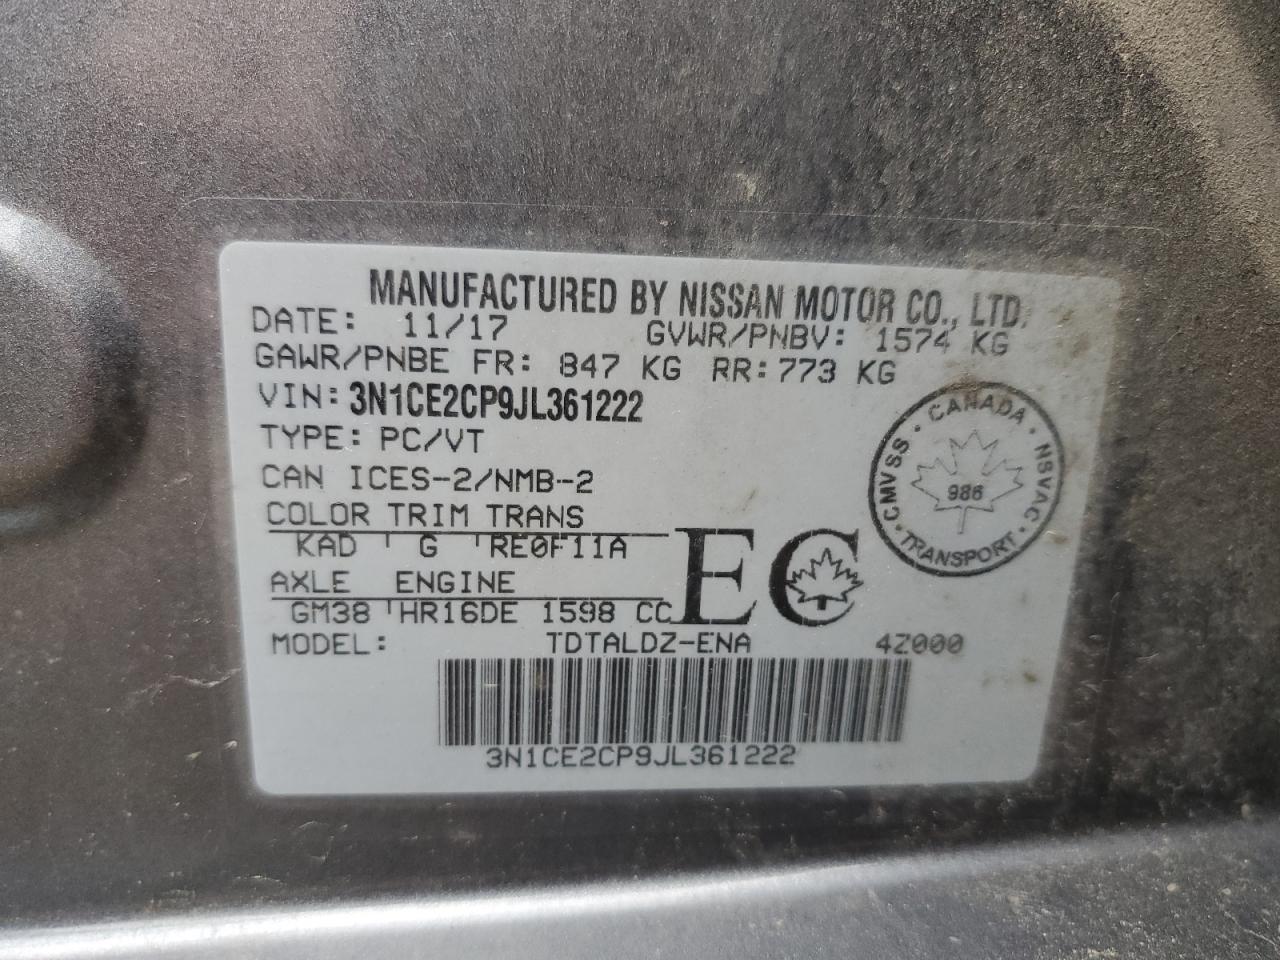 MANUFACTURED BY NISSAN MOTOR CO., LTD.
DATE: 11/17 GVWR/PNBV: 1574 KG
GAWR/PNBE FR: 847 KG RR: 773 KG
VIN: 3N1CE2CP9JL361222
TYPE: PC/VT
CAN ICES-2/NMB-2
COLOR TRIM TRANS
KAD G RE0F11A
AXLE ENGINE
GM38 HR16DE 1598 CC
EC
MODEL: TDTALDZ-ENA 4Z000
3N1CE2CP9JL361222
CMVSS · CANADA · NSVAC · TRANSPORT ·
986